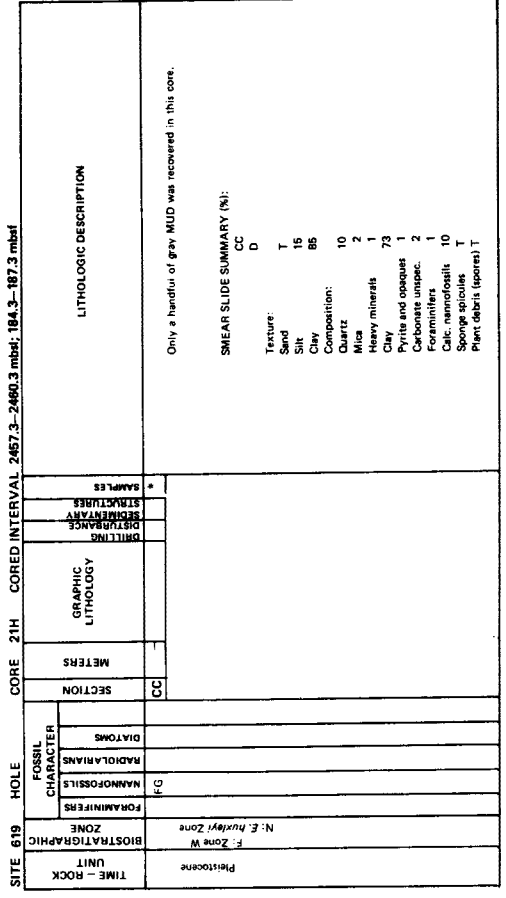 SITE 619 HOLE CORE 21H CORED INTERVAL 2457.3–2460.3 mbsl; 184.3–187.3 mbsf
TIME – ROCK
UNIT
BIOSTRATIGRAPHIC
ZONE
FOSSIL
CHARACTER
FORAMINIFERS
NANNOFOSSILS
RADIOLARIANS
DIATOMS
SECTION
METERS
GRAPHIC
LITHOLOGY
DRILLING
DISTURBANCE
SEDIMENTARY
STRUCTURES
SAMPLES
LITHOLOGIC DESCRIPTION
Pleistocene
F: Zone W
N: E. huxleyi Zone
FG
CC
*
Only a handful of gray MUD was recovered in this core.
SMEAR SLIDE SUMMARY (%):
CC
D
Texture:
Sand T
Silt 15
Clay 85
Composition:
Quartz 10
Mica 2
Heavy minerals 1
Clay 73
Pyrite and opaques 1
Carbonate unspec. 2
Foraminifers 1
Calc. nannofossils 10
Sponge spicules T
Plant debris (spores) T